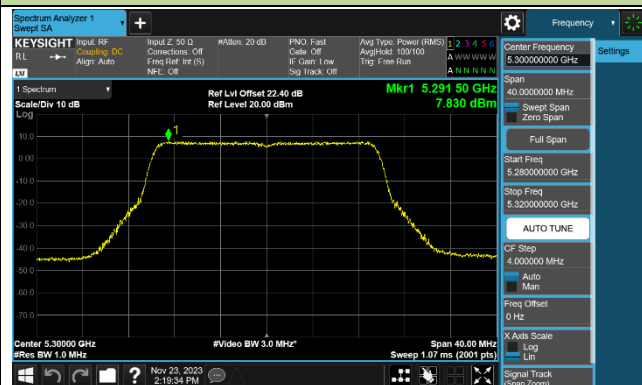 Spectrum Analyzer 1
Swept SA
Frequency
KEYSIGHT
RL
LXI
Input: RF
Coupling: DC
Align: Auto
Input Z: 50 Ω
Corrections: Off
Freq Ref: Int (S)
NFE: Off
#Atten: 20 dB
PNO: Fast
Gate: Off
IF Gain: Low
Sig Track: Off
Avg Type: Power (RMS)
Avg|Hold: 100/100
Trig: Free Run
1 2 3 4 5 6
A W W W W W
A N N N N N
1 Spectrum
Scale/Div 10 dB
Log
Ref Lvl Offset 22.40 dB
Ref Level 20.00 dBm
Mkr1 5.291 50 GHz
7.830 dBm
1
10.0
0.00
-10.0
-20.0
-30.0
-40.0
-50.0
-60.0
-70.0
Center 5.30000 GHz
#Res BW 1.0 MHz
#Video BW 3.0 MHz*
Span 40.00 MHz
Sweep 1.07 ms (2001 pts)
Center Frequency
5.300000000 GHz
Settings
Span
40.0000000 MHz
Swept Span
Zero Span
Full Span
Start Freq
5.280000000 GHz
Stop Freq
5.320000000 GHz
AUTO TUNE
CF Step
4.000000 MHz
Auto
Man
Freq Offset
0 Hz
X Axis Scale
Log
Lin
Signal Track
(Span Zoom)
Nov 23, 2023
2:19:34 PM